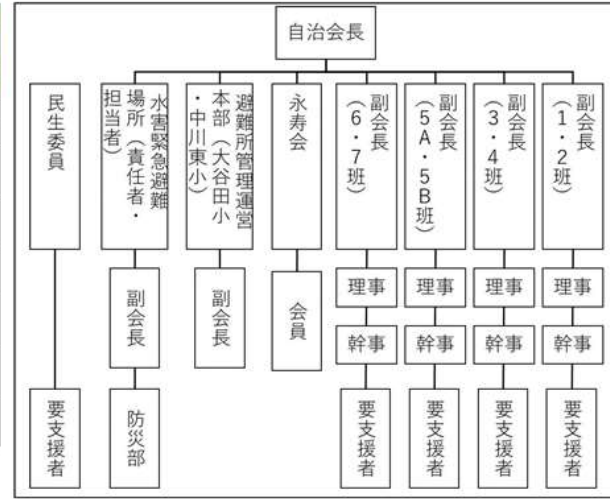 自治会長
副会長
(1・2班)
副会長
(3・4班)
副会長
(5A・5B班)
副会長
(6・7班)
永寿会
避難所管理運営
本部(大谷田小
・中川東小)
水害緊急避難
場所(責任者・
担当者)
民生委員
理事
理事
理事
理事
会員
副会長
副会長
幹事
幹事
幹事
幹事
要支援者
要支援者
要支援者
要支援者
防災部
要支援者